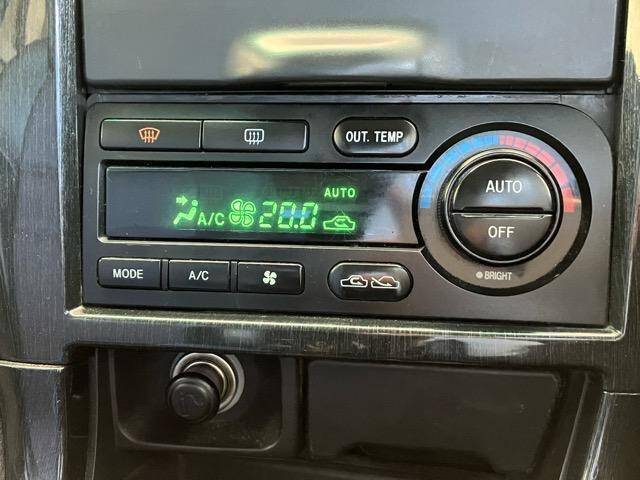 OUT. TEMP
AUTO
A/C 20.0
AUTO
OFF
MODE
A/C
BRIGHT